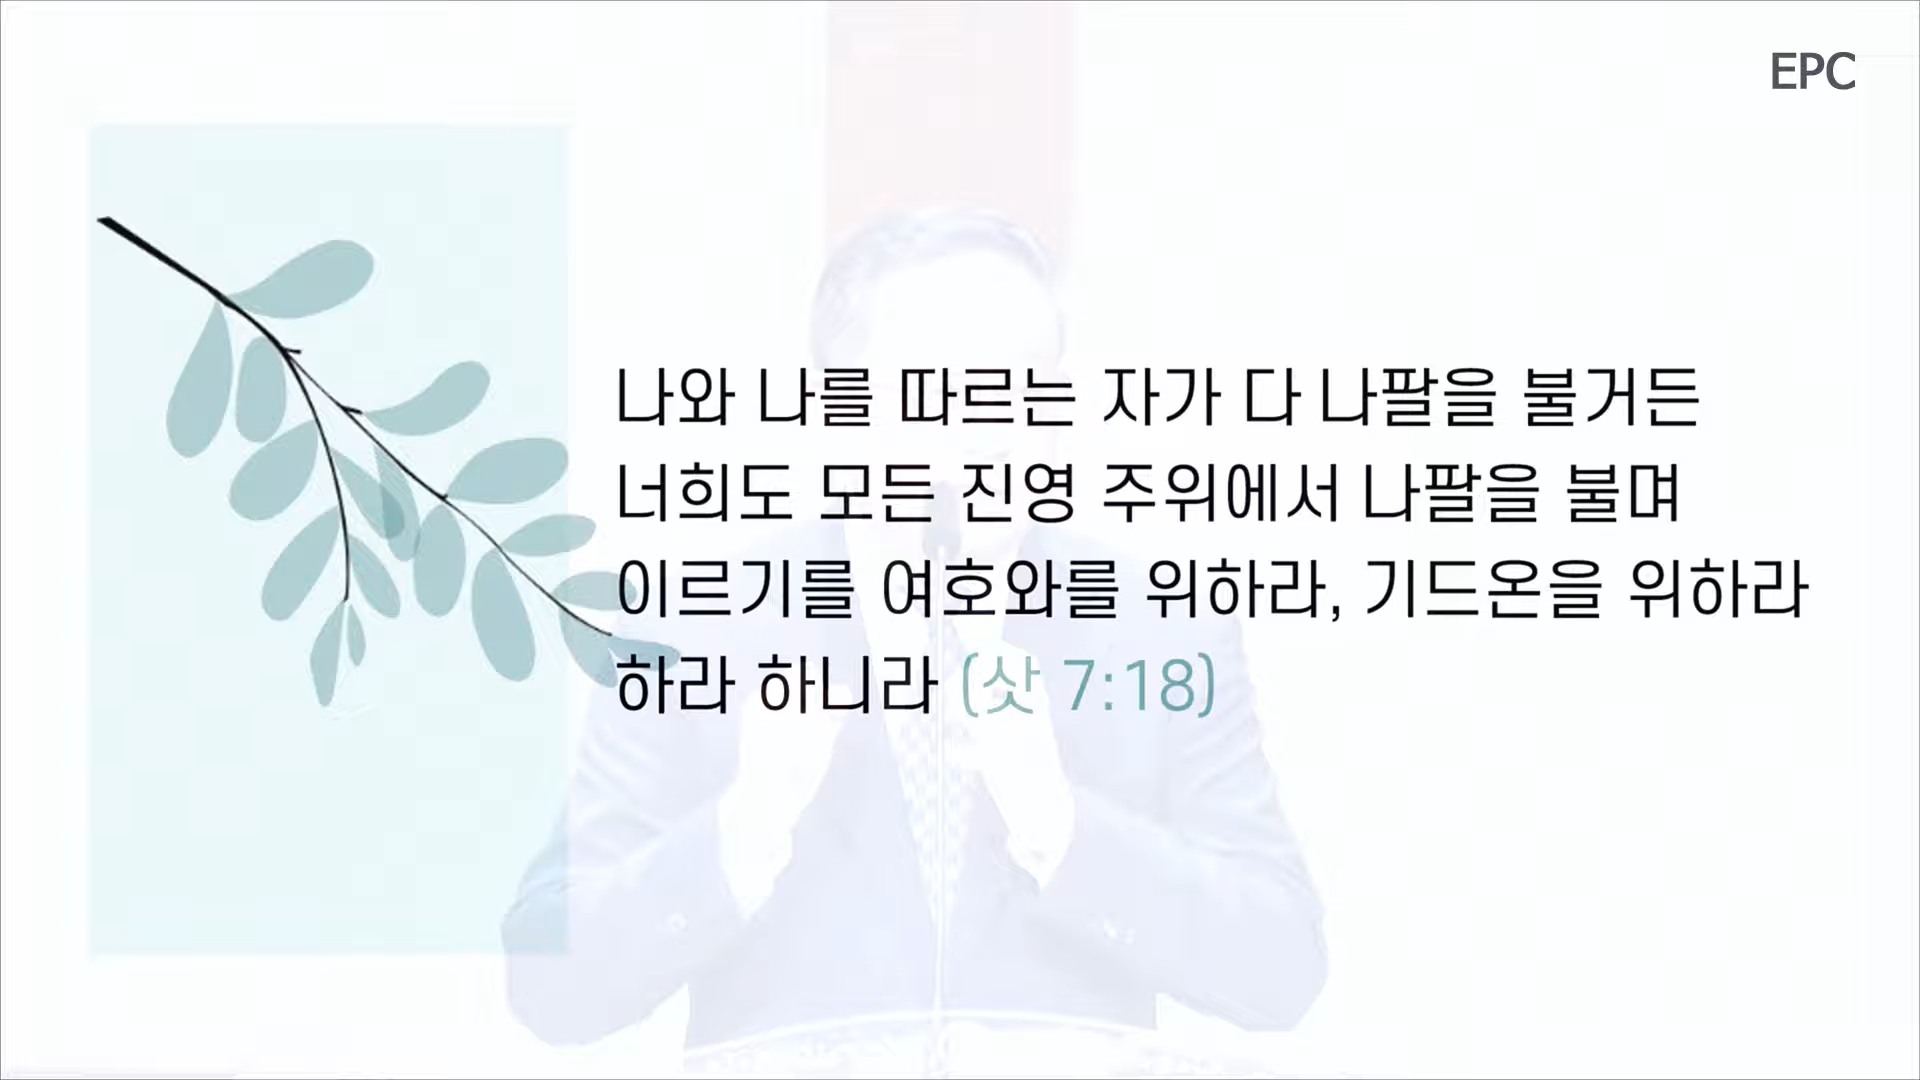 EPC
나와 나를 따르는 자가 다 나팔을 불거든
너희도 모든 진영 주위에서 나팔을 불며
이르기를 여호와를 위하라, 기드온을 위하라
하라 하니라 (삿 7:18)